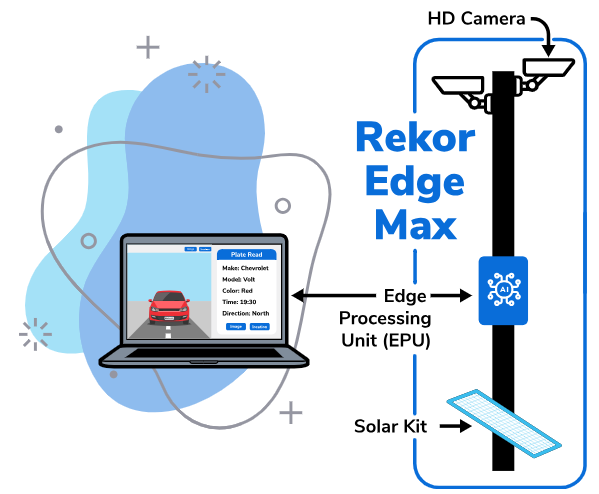 HD Camera
Rekor
Edge
Max
Plate Read
Make: Chevrolet
Model: Volt
Color: Red
Time: 19:30
Direction: North
Image
AI
Edge
Processing
Unit (EPU)
Solar Kit